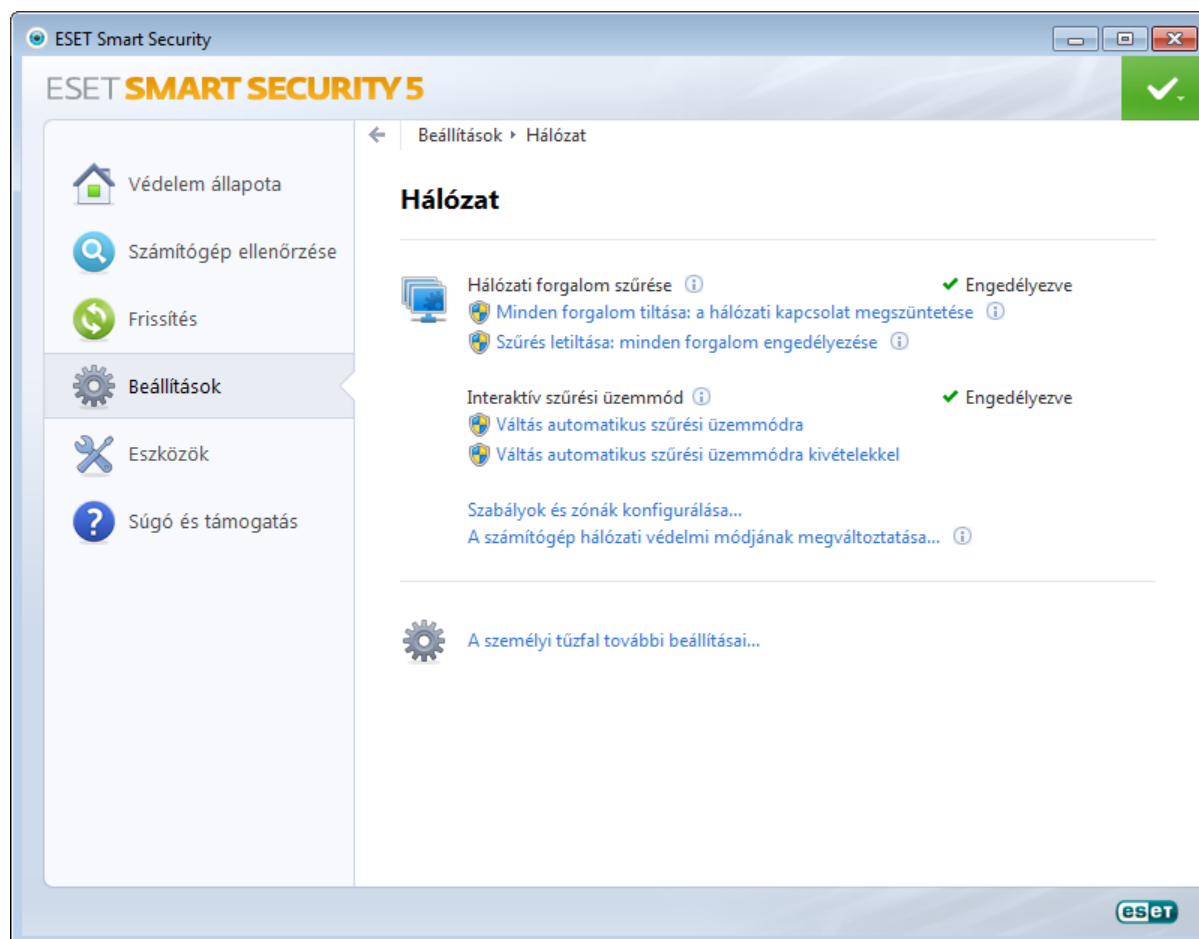 ESET Smart Security
ESET SMART SECURITY 5
Beállítások ▸ Hálózat
Védelem állapota
Számítógép ellenőrzése
Frissítés
Beállítások
Eszközök
Súgó és támogatás
Hálózat
Hálózati forgalom szűrése Engedélyezve
Minden forgalom tiltása: a hálózati kapcsolat megszüntetése
Szűrés letiltása: minden forgalom engedélyezése
Interaktív szűrési üzemmód Engedélyezve
Váltás automatikus szűrési üzemmódra
Váltás automatikus szűrési üzemmódra kivételekkel
Szabályok és zónák konfigurálása...
A számítógép hálózati védelmi módjának megváltoztatása...
A személyi tűzfal további beállításai...
eseT